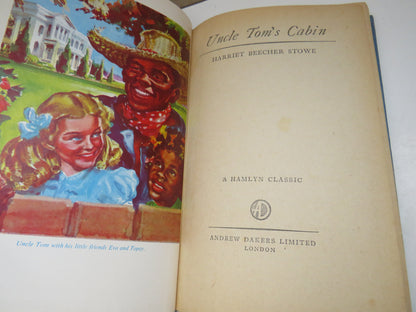 Uncle Tom's Cabin
HARRIET BEECHER STOWE
A HAMLYN CLASSIC
ANDREW DAKERS LIMITED
LONDON
Uncle Tom with his little friends Eva and Topsy.